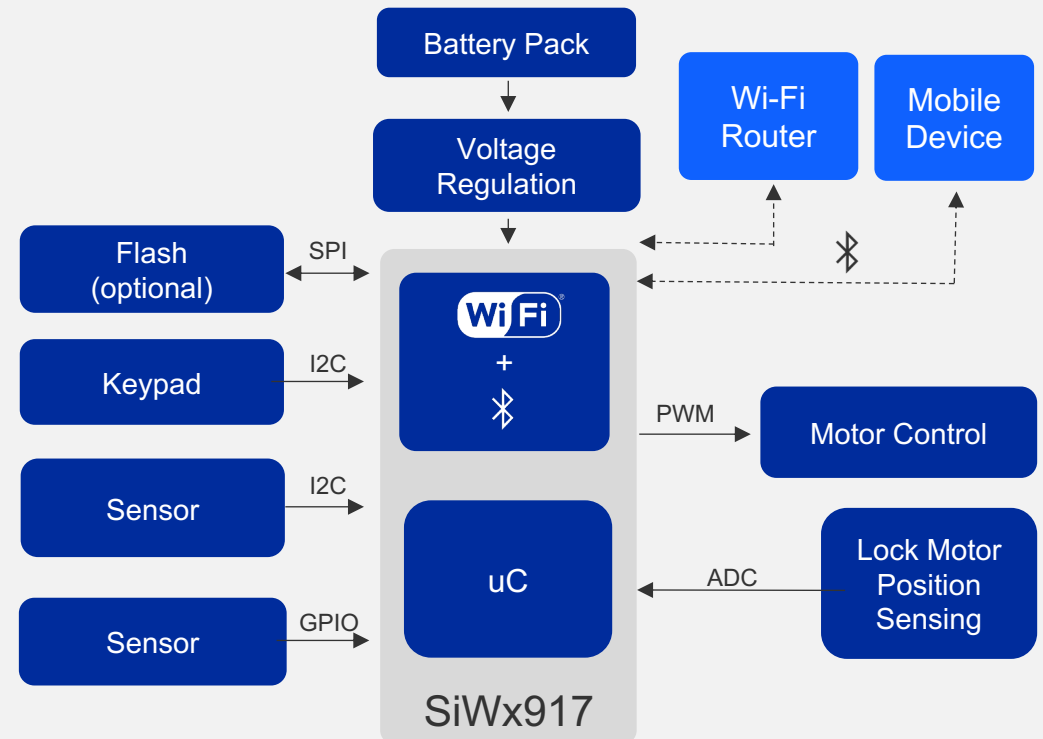 Battery Pack
Wi-Fi
Router
Mobile
Device
Voltage
Regulation
Flash
(optional)
SPI
WiFi®
+
Keypad
I2C
PWM
Motor Control
Sensor
I2C
uC
ADC
Lock Motor
Position
Sensing
Sensor
GPIO
SiWx917